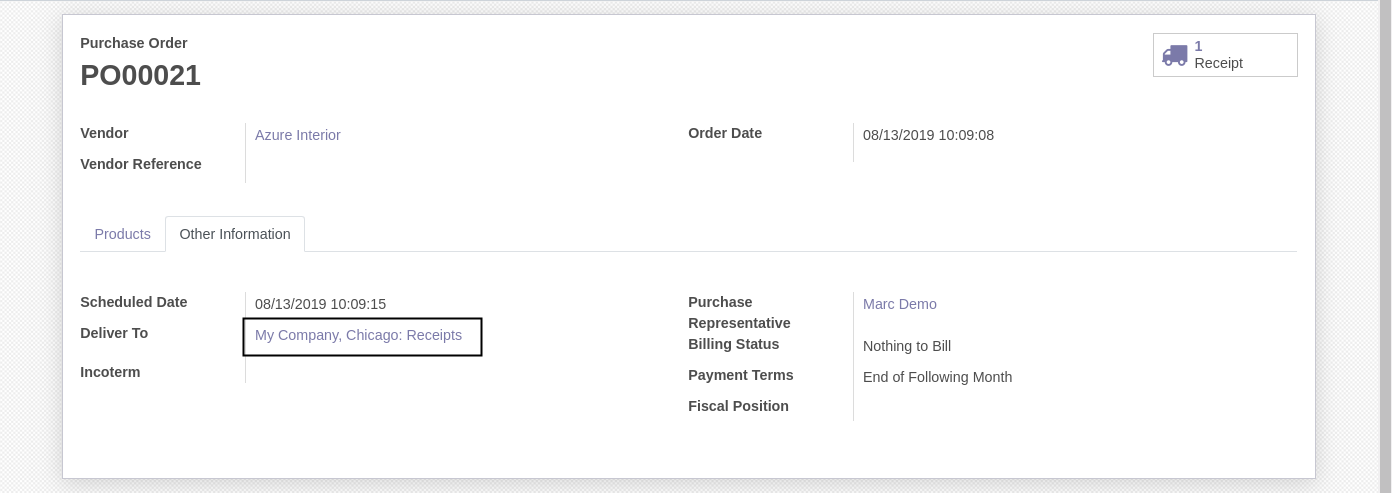 Purchase Order
PO00021
1
Receipt
Vendor
Azure Interior
Order Date
08/13/2019 10:09:08
Vendor Reference
Products
Other Information
Scheduled Date
08/13/2019 10:09:15
Purchase
Representative
Marc Demo
Deliver To
My Company, Chicago: Receipts
Billing Status
Nothing to Bill
Incoterm
Payment Terms
End of Following Month
Fiscal Position